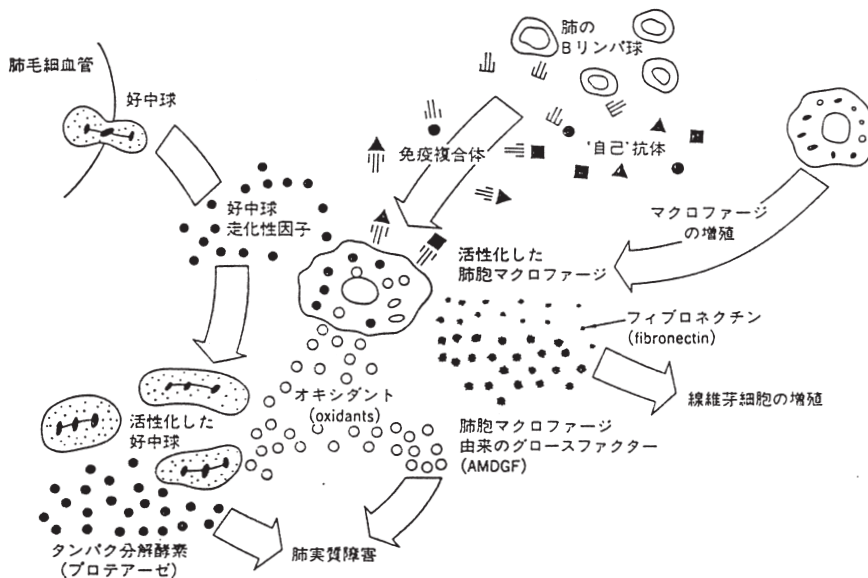 肺毛細血管
好中球
肺の
Bリンパ球
免疫複合体
'自己'抗体
好中球
走化性因子
マクロファージ
の増殖
活性化した
肺胞マクロファージ
フィブロネクチン
(fibronectin)
オキシダント
(oxidants)
線維芽細胞の増殖
活性化した
好中球
肺胞マクロファージ
由来のグロースファクター
(AMDGF)
タンパク分解酵素
(プロテアーゼ)
肺実質障害